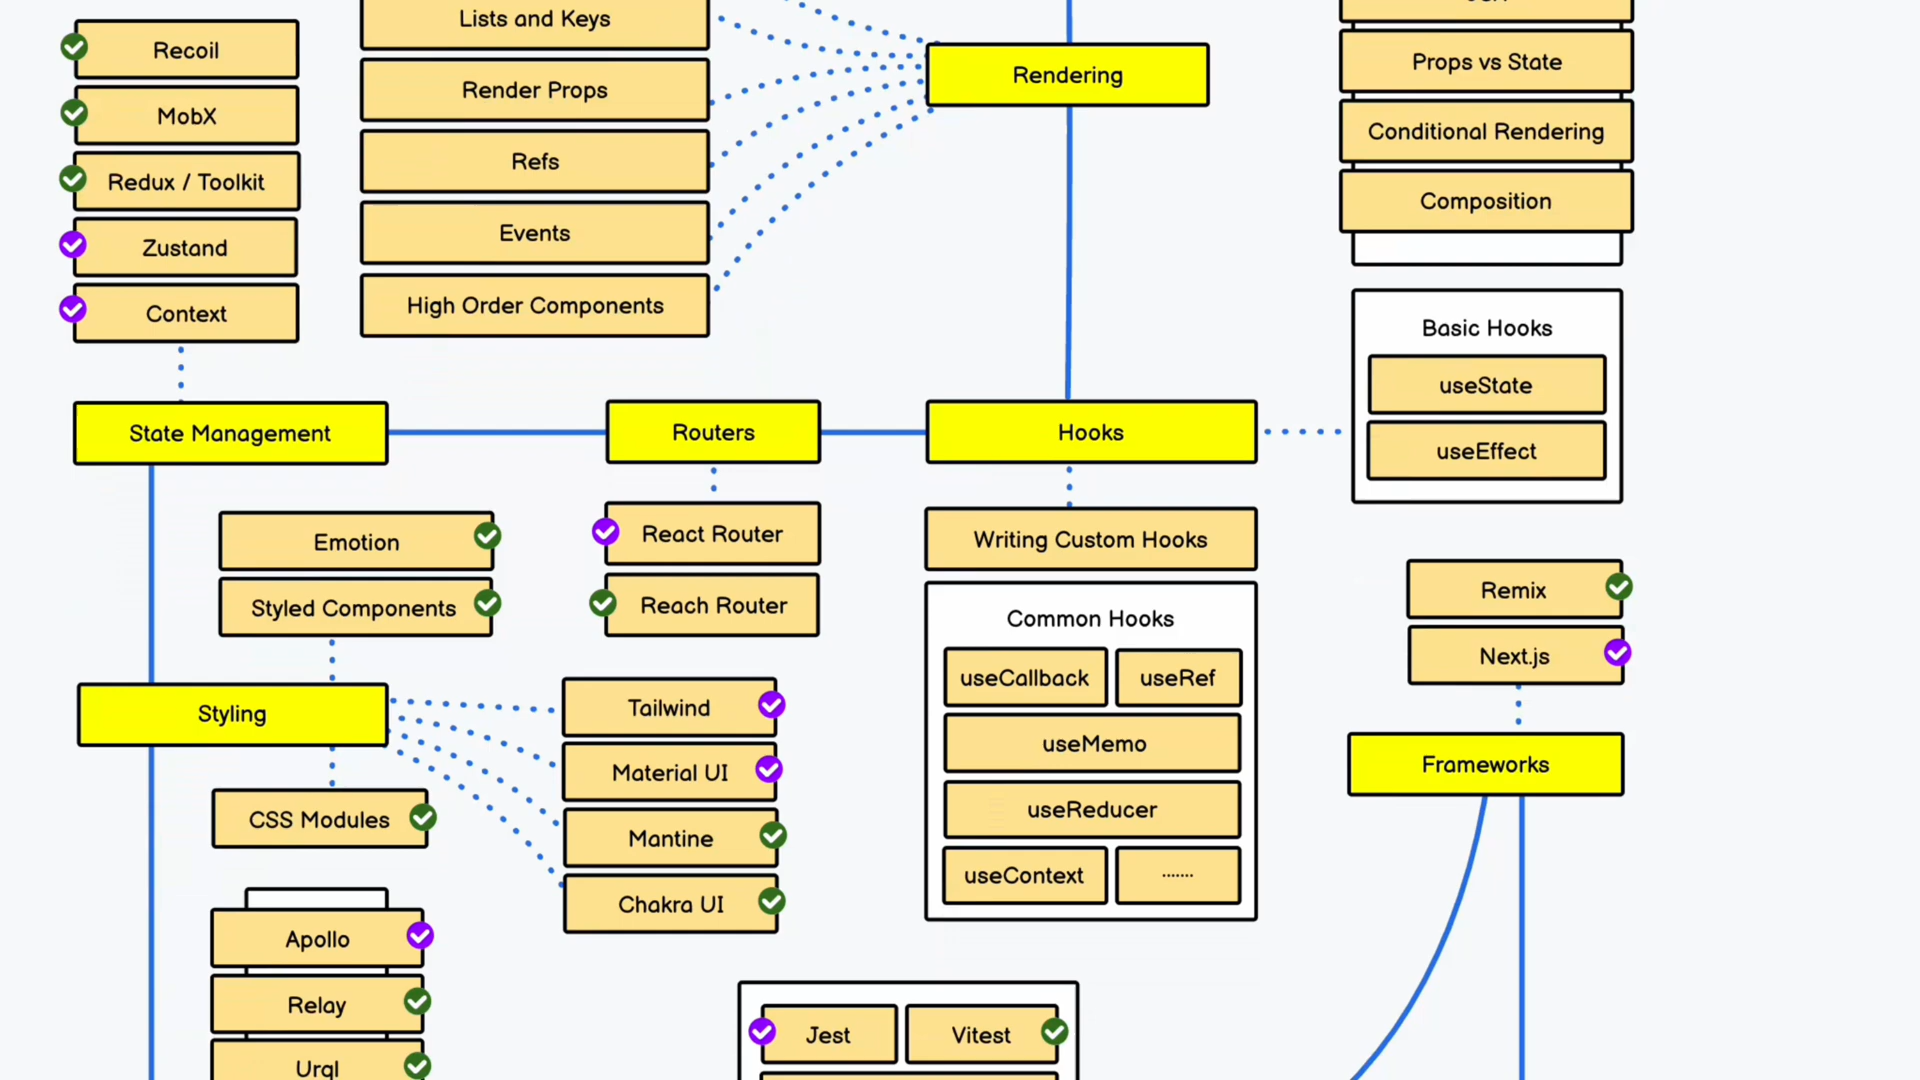 Recoil
MobX
Redux / Toolkit
Zustand
Context
Lists and Keys
Render Props
Refs
Events
High Order Components
Rendering
Props vs State
Conditional Rendering
Composition
Basic Hooks
useState
useEffect
State Management
Routers
Hooks
Emotion
Styled Components
React Router
Reach Router
Writing Custom Hooks
Common Hooks
useCallback
useRef
useMemo
useReducer
useContext
.......
Remix
Next.js
Frameworks
Styling
Tailwind
Material UI
Mantine
Chakra UI
CSS Modules
Apollo
Relay
Urql
Jest
Vitest